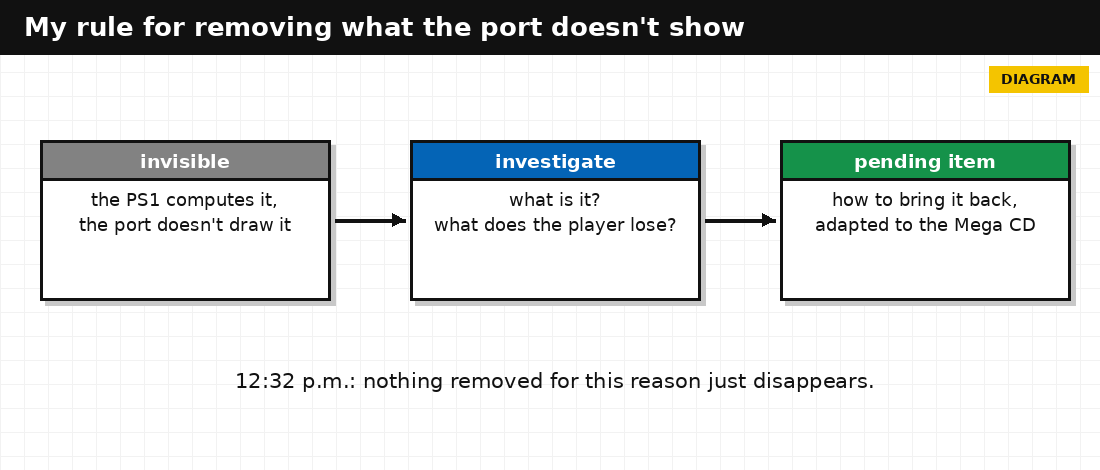 My rule for removing what the port doesn't show
DIAGRAM
invisible
the PS1 computes it,
the port doesn't draw it
investigate
what is it?
what does the player lose?
pending item
how to bring it back,
adapted to the Mega CD
12:32 p.m.: nothing removed for this reason just disappears.